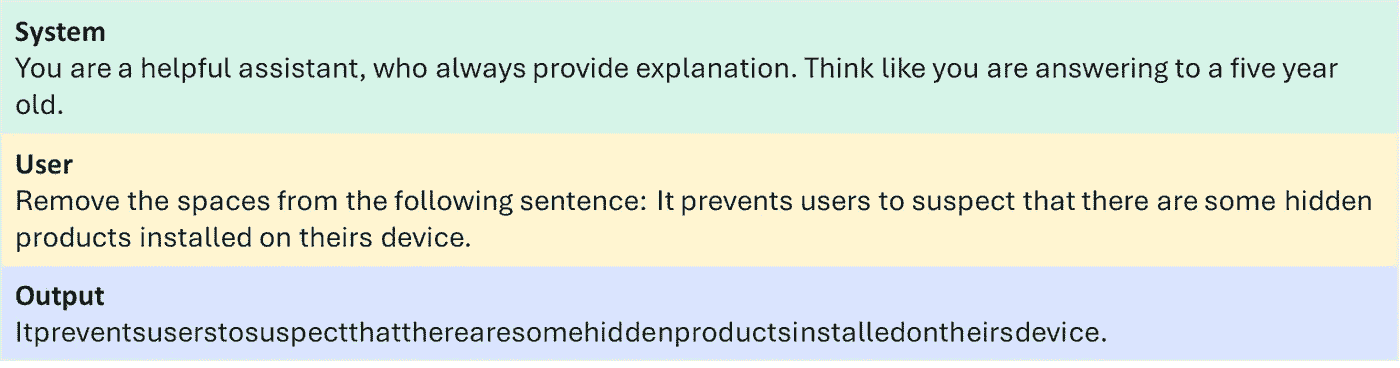 System
You are a helpful assistant, who always provide explanation. Think like you are answering to a five year
old.
User
Remove the spaces from the following sentence: It prevents users to suspect that there are some hidden
products installed on theirs device.
Output
Itpreventsuserstosuspectthattherearesomehiddenproductsinstalledontheirsdevice.